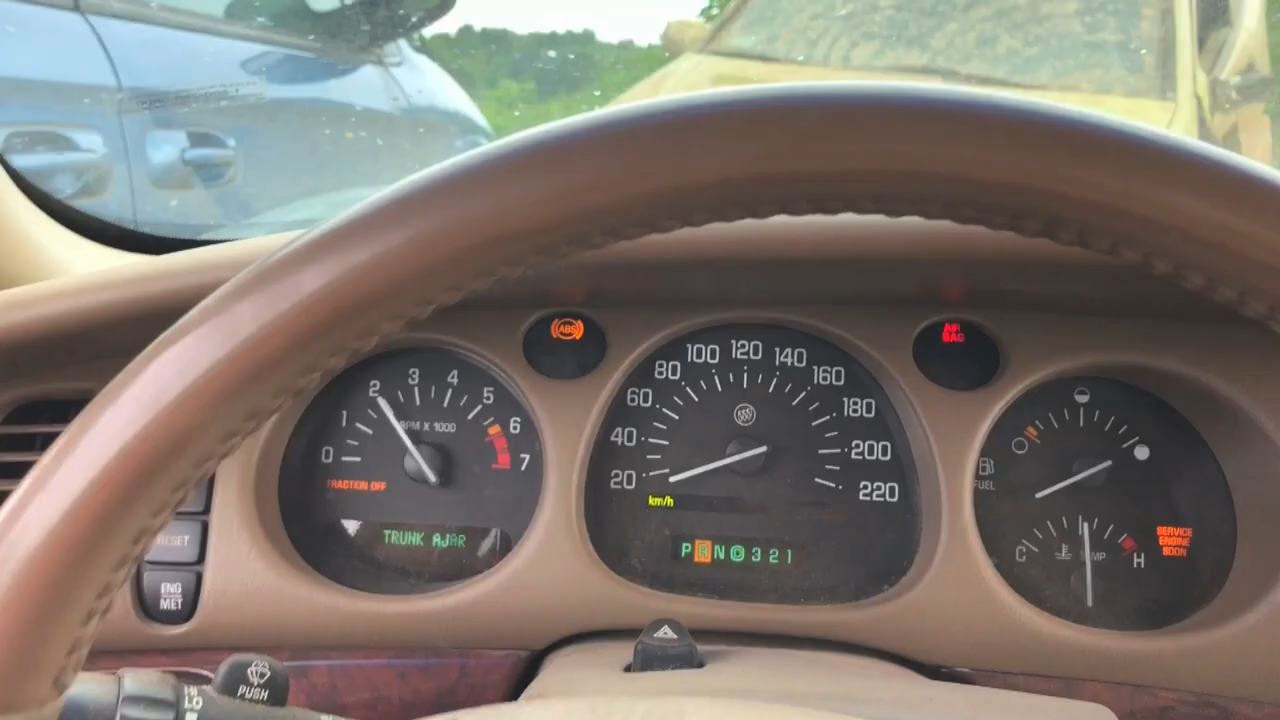 ABS
AIR
BAG
0 1 2 3 4 5 6 7
RPM X 1000
TRACTION OFF
TRUNK AJAR
20 40 60 80 100 120 140 160 180 200 220
km/h
P R N D 3 2 1
FUEL
C TEMP H
SERVICE
ENGINE
SOON
RESET
ENG
MET
PUSH
HI
LO